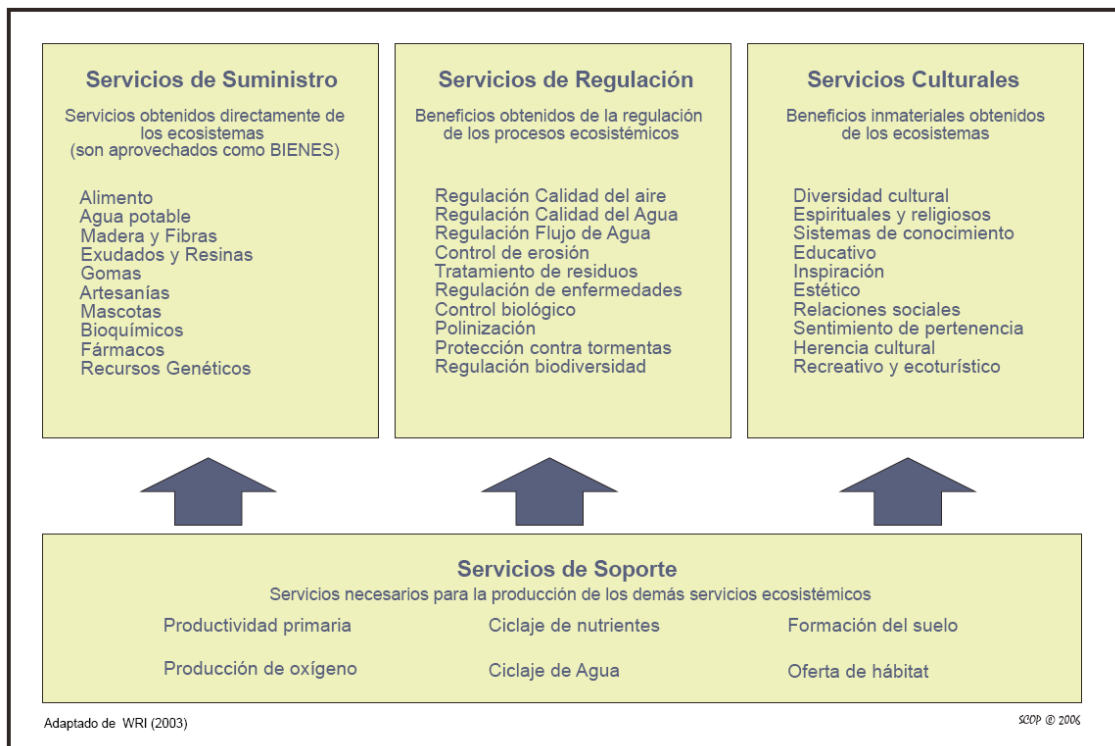 Servicios de Suministro
Servicios obtenidos directamente de
los ecosistemas
(son aprovechados como BIENES)
Alimento
Agua potable
Madera y Fibras
Exudados y Resinas
Gomas
Artesanías
Mascotas
Bioquímicos
Fármacos
Recursos Genéticos
Servicios de Regulación
Beneficios obtenidos de la regulación
de los procesos ecosistémicos
Regulación Calidad del aire
Regulación Calidad del Agua
Regulación Flujo de Agua
Control de erosión
Tratamiento de residuos
Regulación de enfermedades
Control biológico
Polinización
Protección contra tormentas
Regulación biodiversidad
Servicios Culturales
Beneficios inmateriales obtenidos
de los ecosistemas
Diversidad cultural
Espirituales y religiosos
Sistemas de conocimiento
Educativo
Inspiración
Estético
Relaciones sociales
Sentimiento de pertenencia
Herencia cultural
Recreativo y ecoturístico
Servicios de Soporte
Servicios necesarios para la producción de los demás servicios ecosistémicos
Productividad primaria
Ciclaje de nutrientes
Formación del suelo
Producción de oxígeno
Ciclaje de Agua
Oferta de hábitat
Adaptado de WRI (2003)
SCOP © 2006